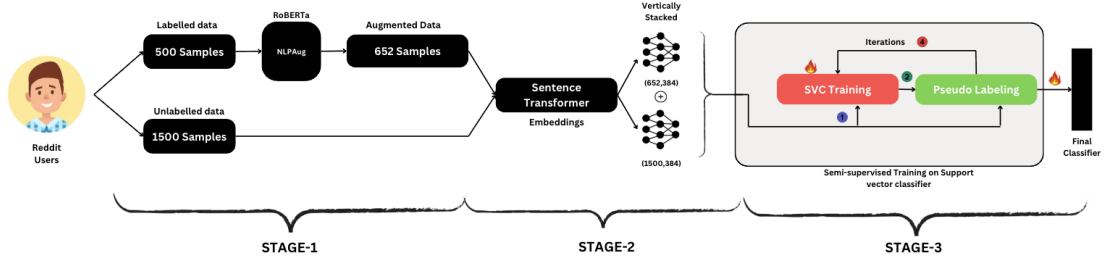 Labelled data
500 Samples
RoBERTa
NLPAug
Augmented Data
652 Samples
Reddit
Users
Unlabelled data
1500 Samples
Sentence
Transformer
Embeddings
Vertically
Stacked
(652,384)
+
(1500,384)
Iterations 4
SVC Training
2
Pseudo Labeling
1
Semi-supervised Training on Support
vector classifier
Final
Classifier
STAGE-1
STAGE-2
STAGE-3